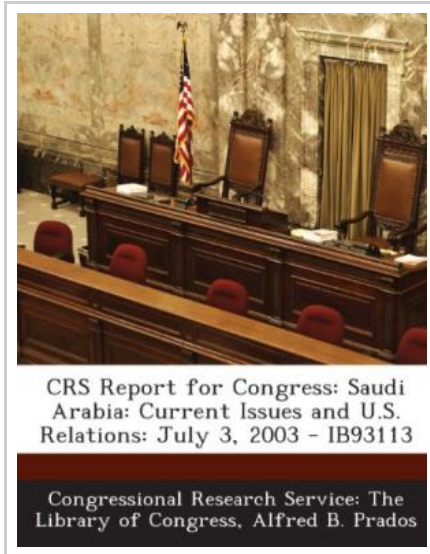 CRS Report for Congress: Saudi
Arabia: Current Issues and U.S.
Relations: July 3, 2003 - IB93113
Congressional Research Service: The
Library of Congress, Alfred B. Prados